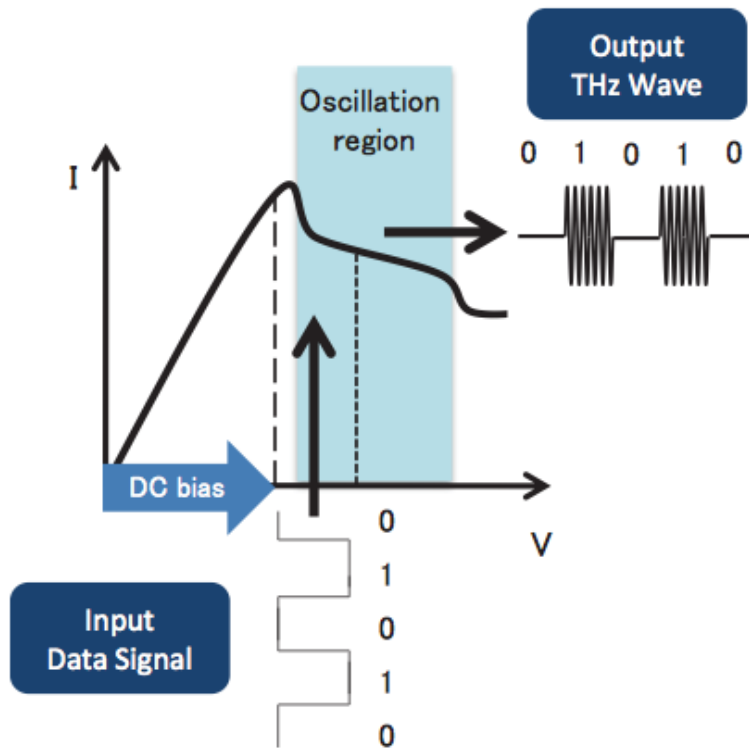 Output
THz Wave
Oscillation
region
0 1 0 1 0
I
DC bias
V
0
1
0
1
0
Input
Data Signal